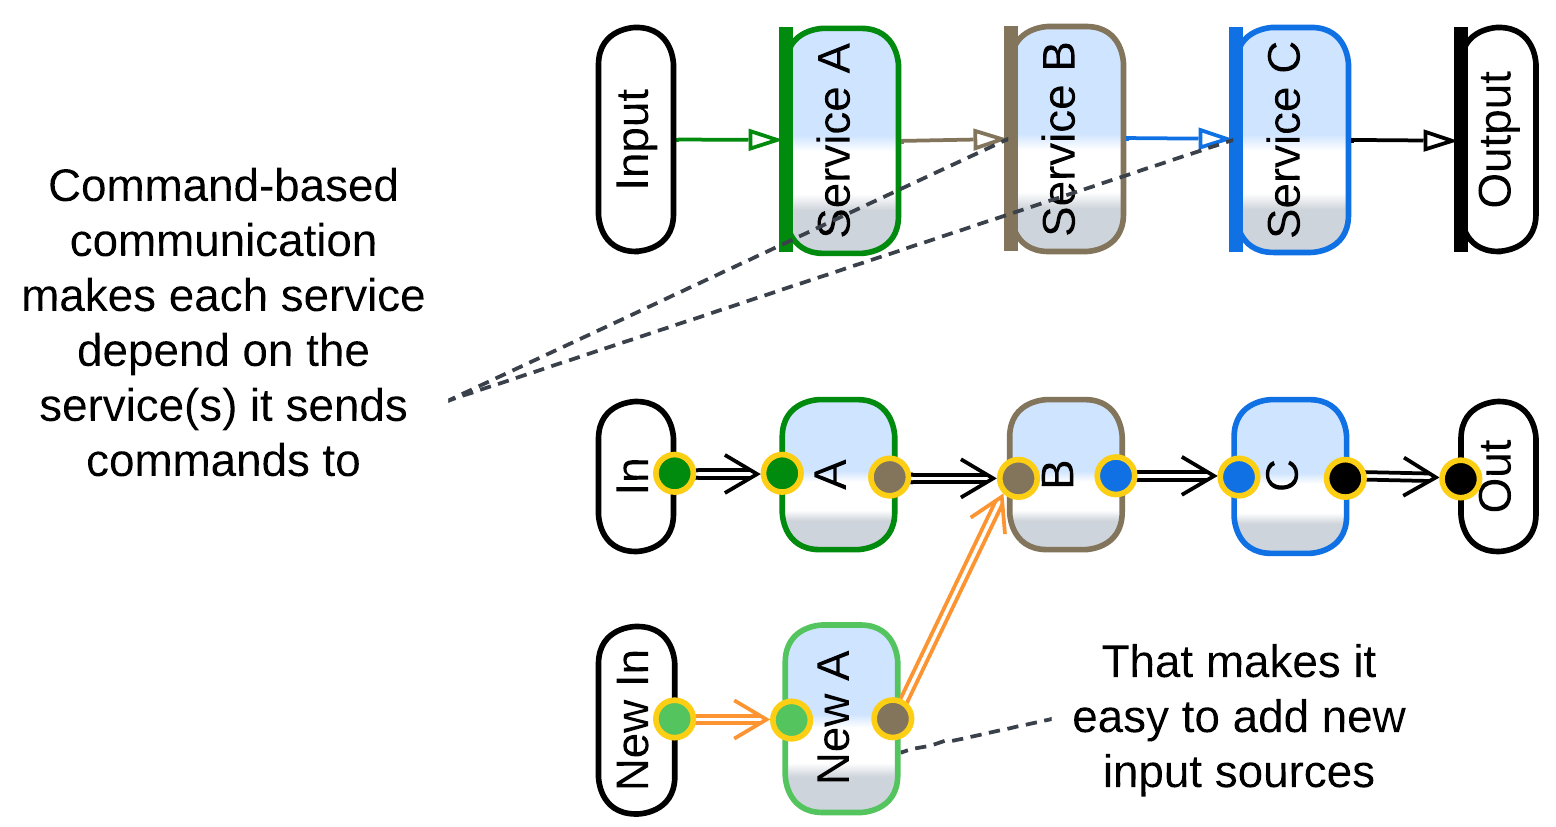 Input
Service A
Service B
Service C
Output
Command-based
communication
makes each service
depend on the
service(s) it sends
commands to
In
A
B
C
Out
New In
New A
That makes it
easy to add new
input sources